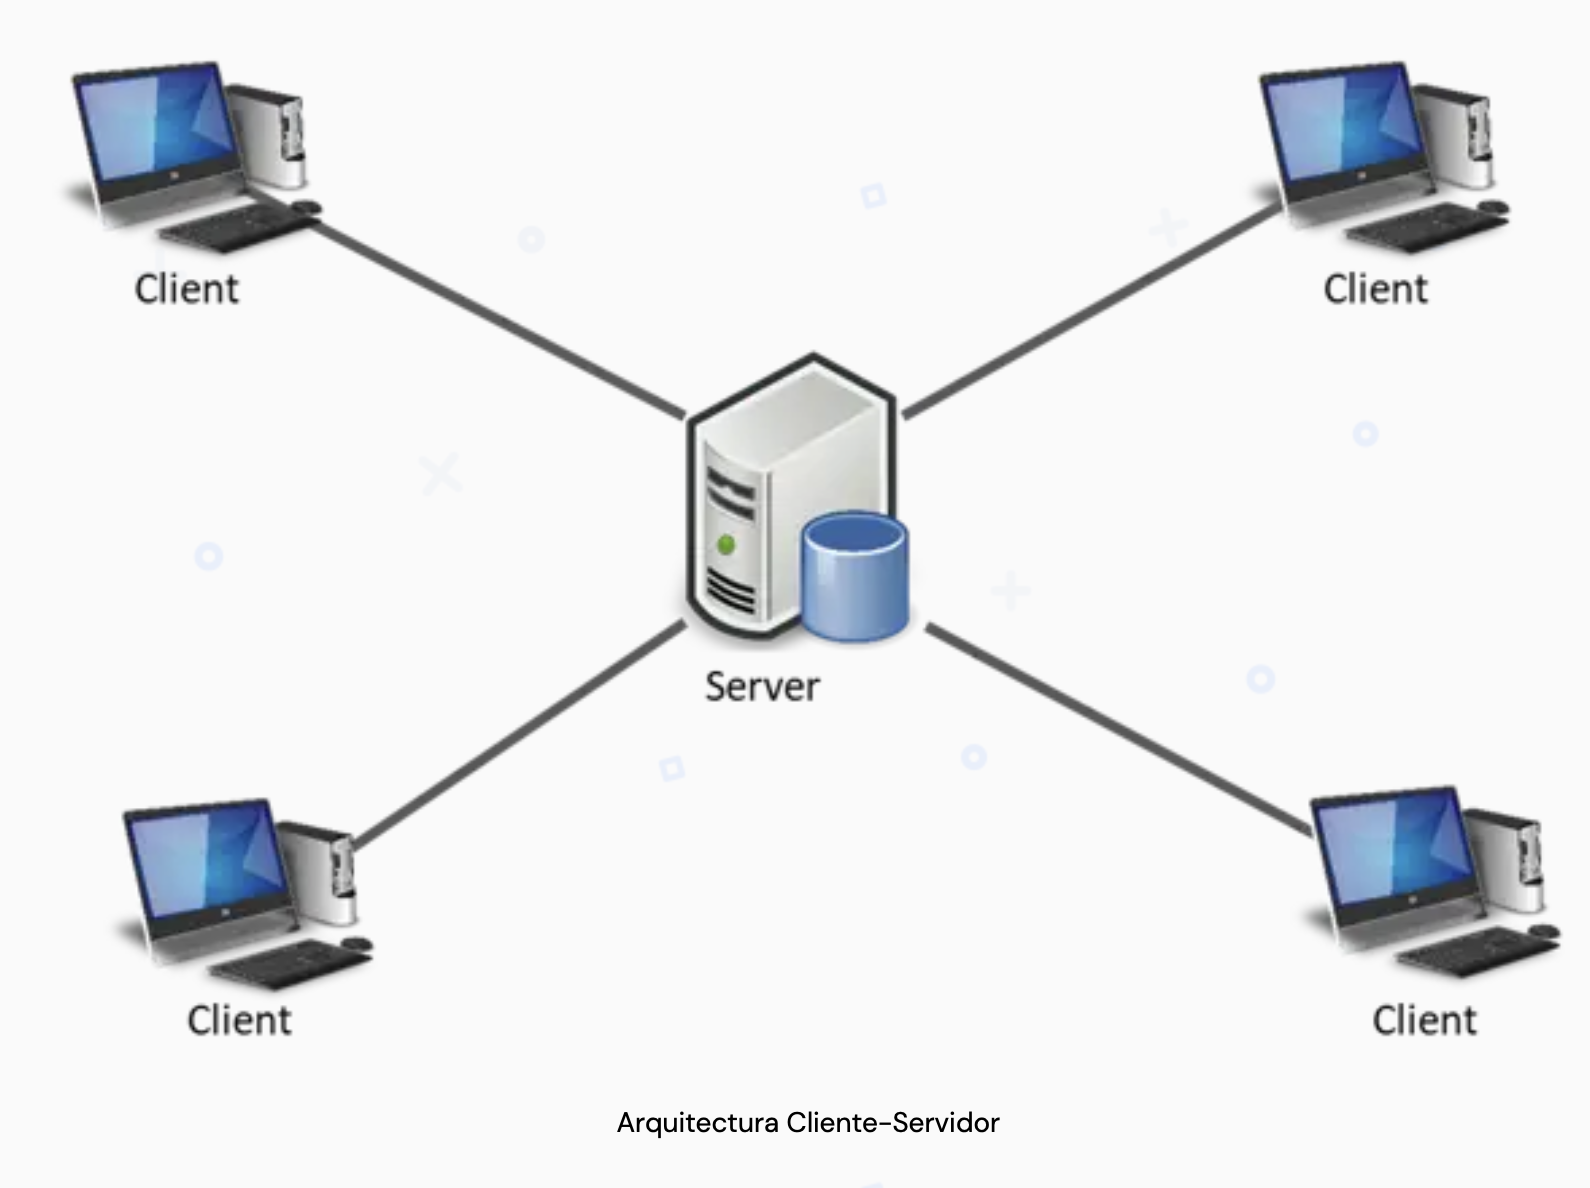 Client
Client
Server
Client
Client
Arquitectura Cliente-Servidor